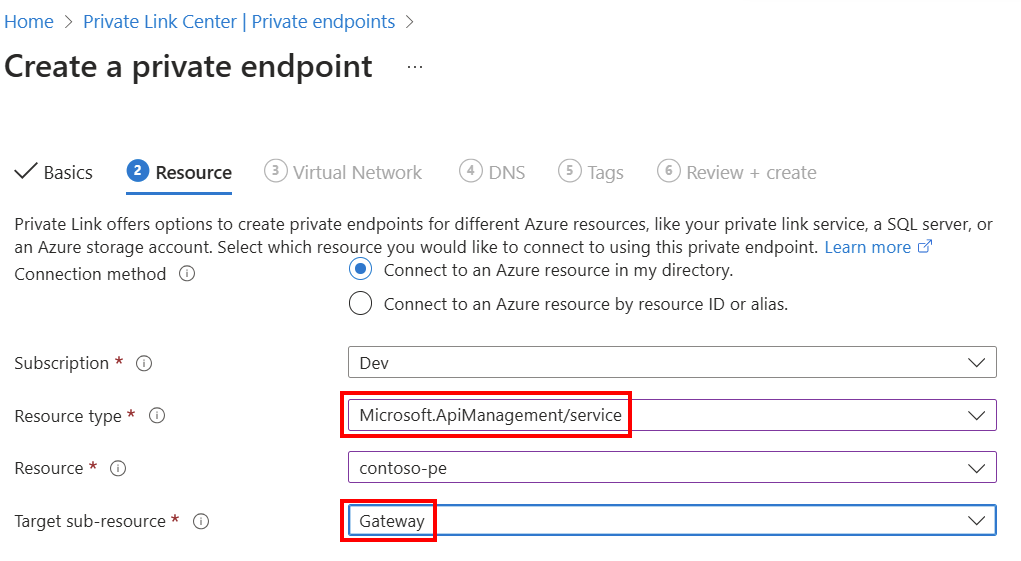 Home > Private Link Center | Private endpoints >
Create a private endpoint ...
Basics 2 Resource 3 Virtual Network 4 DNS 5 Tags 6 Review + create
Private Link offers options to create private endpoints for different Azure resources, like your private link service, a SQL server, or
an Azure storage account. Select which resource you would like to connect to using this private endpoint. Learn more
Connection method Connect to an Azure resource in my directory.
Connect to an Azure resource by resource ID or alias.
Subscription * Dev
Resource type * Microsoft.ApiManagement/service
Resource * contoso-pe
Target sub-resource * Gateway